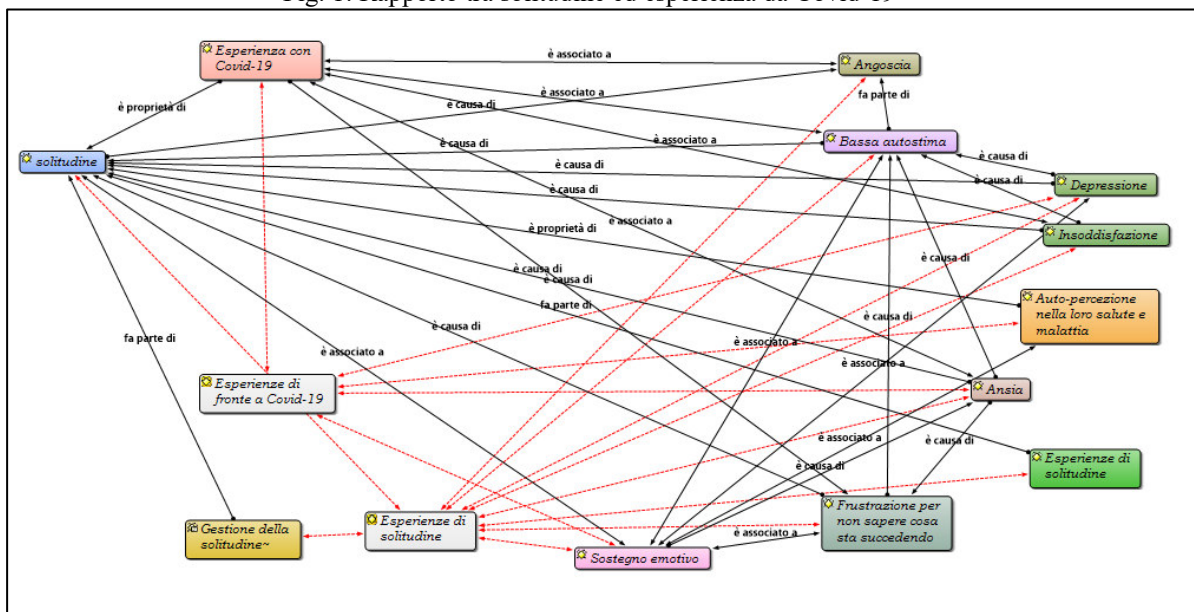 Fig. 1. Rapporto tra solitudine ed esperienza da Covid-19
Esperienza con
Covid-19
è associato a
Angoscia
è associato a
fa parte di
è causa di
è proprietà di
è associato a
Bassa autostima
è causa di
solitudine
è causa di
è causa di
è causa di
Depressione
è causa di
è associato a
è proprietà di
Insoddisfazione
è causa di
è causa di
fa parte di
Auto-percezione
nella loro salute e
malattia
è causa di
è causa di
fa parte di
è associato a
è associato a
Esperienze di
fronte a Covid-19
Ansia
è associato a
è causa di
è causa di
Esperienze di
solitudine
Gestione della
solitudine~
Esperienze di
solitudine
Frustrazione per
non sapere cosa
sta succedendo
è associato a
Sostegno emotivo